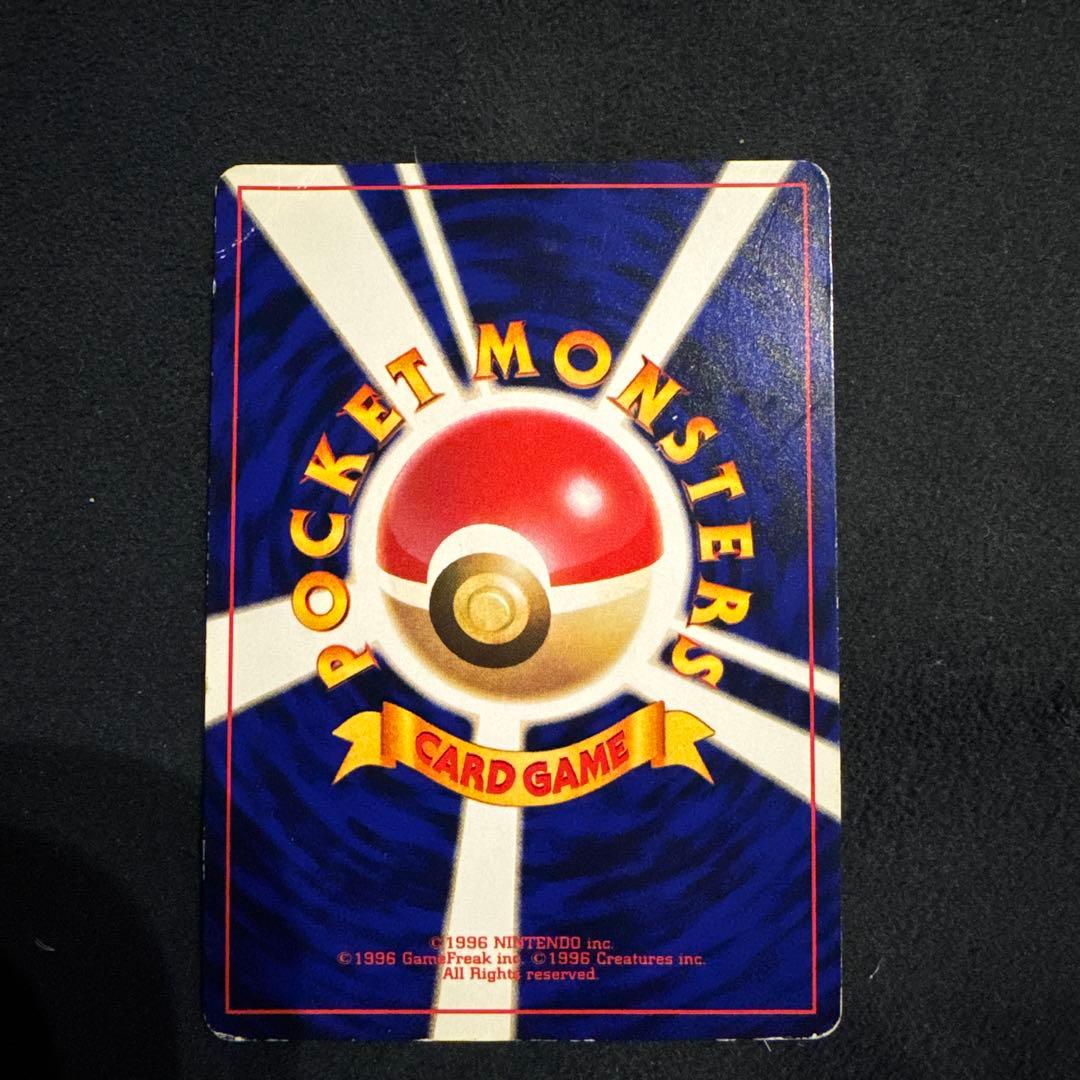 POCKET MONSTERS
CARD GAME
©1996 NINTENDO inc.
©1996 GameFreak inc. ©1996 Creatures inc.
All Rights reserved.